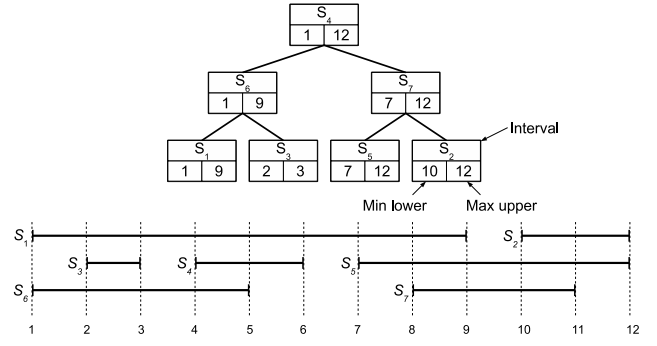 S₄
1 12
S₆ S₇
1 9 7 12
Interval
S₁ S₃ S₅ S₂
1 9 2 3 7 12 10 12
Min lower Max upper
S₁ S₂
S₃ S₄ S₅
S₆ S₇
1 2 3 4 5 6 7 8 9 10 11 12